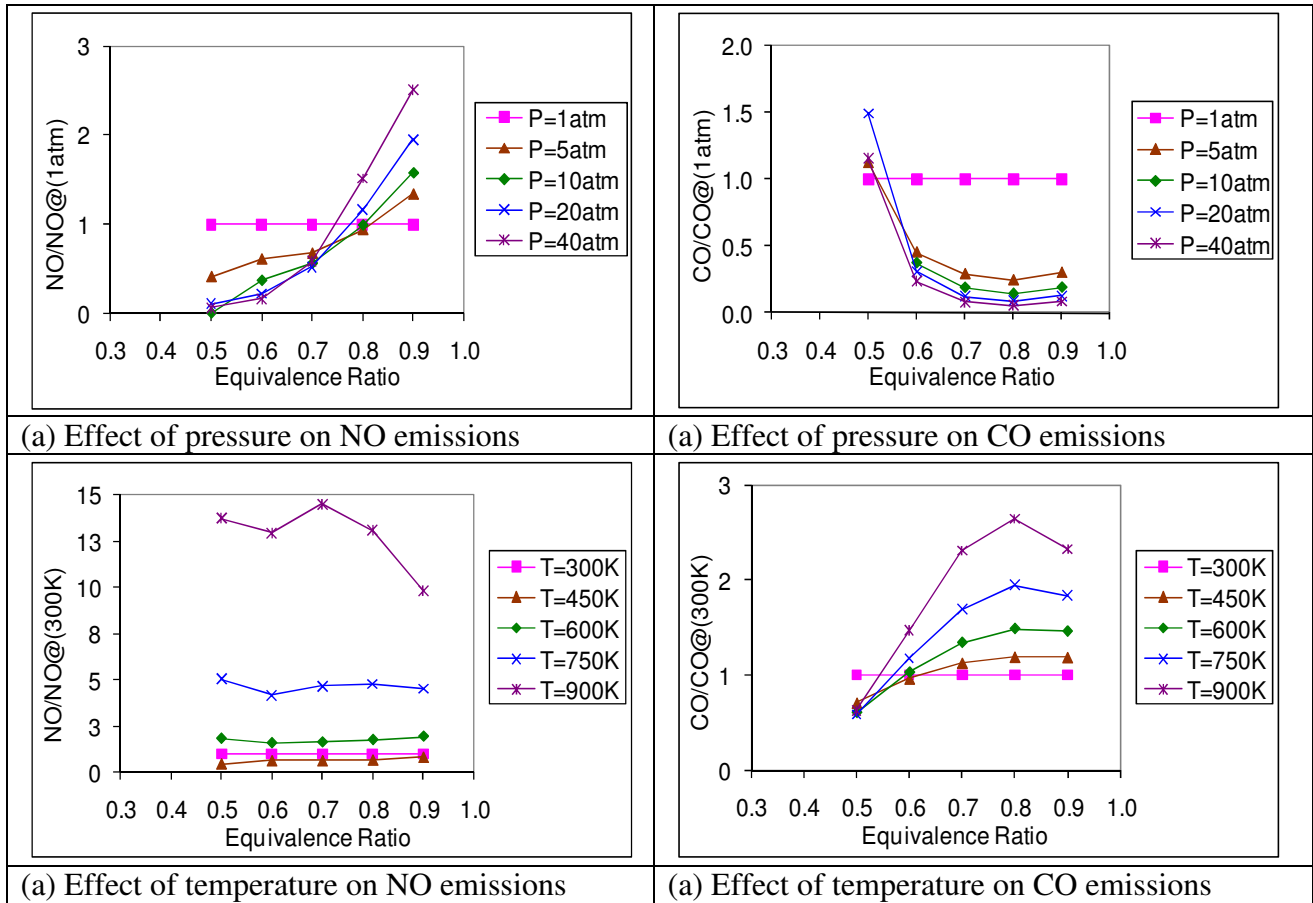 3
2
1
0
0.3 0.4 0.5 0.6 0.7 0.8 0.9 1.0
Equivalence Ratio
NO/NO@(1atm)
P=1atm
P=5atm
P=10atm
P=20atm
P=40atm
2.0
1.5
1.0
0.5
0.0
0.3 0.4 0.5 0.6 0.7 0.8 0.9 1.0
Equivalence Ratio
CO/CO@(1atm)
P=1atm
P=5atm
P=10atm
P=20atm
P=40atm
(a) Effect of pressure on NO emissions
(a) Effect of pressure on CO emissions
15
13
10
8
5
3
0
0.3 0.4 0.5 0.6 0.7 0.8 0.9 1.0
Equivalence Ratio
NO/NO@(300K)
T=300K
T=450K
T=600K
T=750K
T=900K
3
2
1
0
0.3 0.4 0.5 0.6 0.7 0.8 0.9 1.0
Equivalence Ratio
CO/CO@(300K)
T=300K
T=450K
T=600K
T=750K
T=900K
(a) Effect of temperature on NO emissions
(a) Effect of temperature on CO emissions